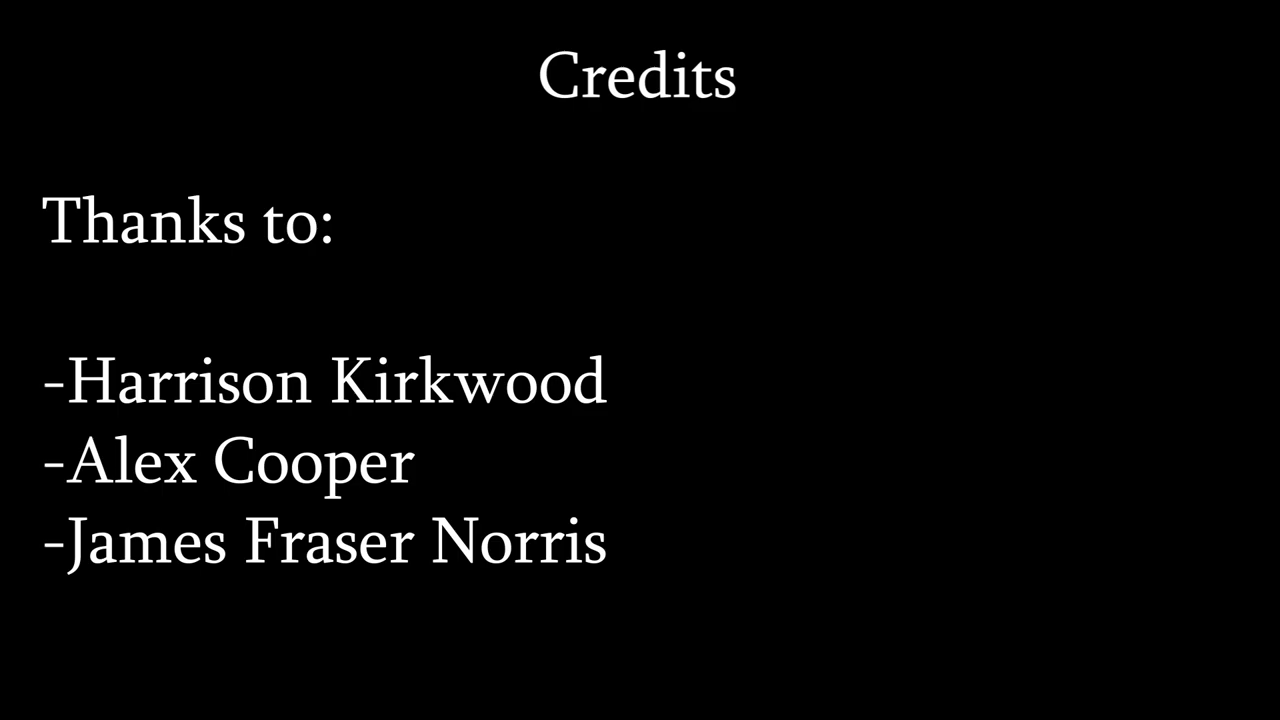 Credits
Thanks to:
-Harrison Kirkwood
-Alex Cooper
-James Fraser Norris